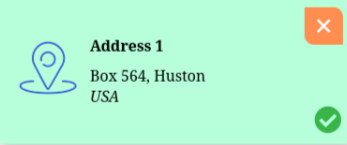 Address 1
Box 564, Huston
USA